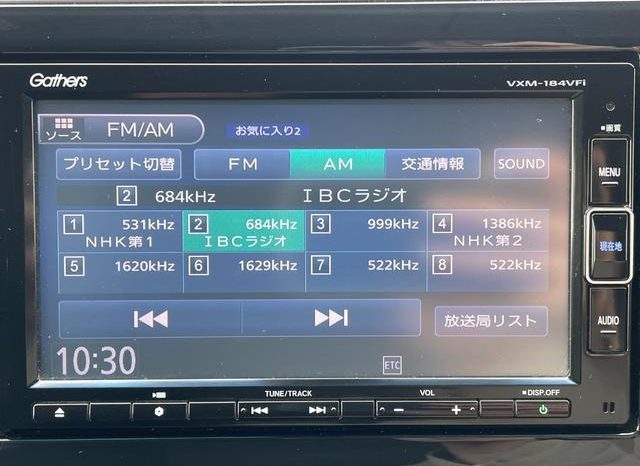 Gathers
VXM-184VFi
ソース
FM/AM
お気に入り2
プリセット切替
FM
AM
交通情報
SOUND
2 684kHz IBCラジオ
1 531kHz
NHK第1
2 684kHz
IBCラジオ
3 999kHz
4 1386kHz
NHK第2
5 1620kHz
6 1629kHz
7 522kHz
8 522kHz
放送局リスト
10:30
ETC
■画質
MENU
現在地
AUDIO
TUNE/TRACK
VOL
■DISP.OFF
− +